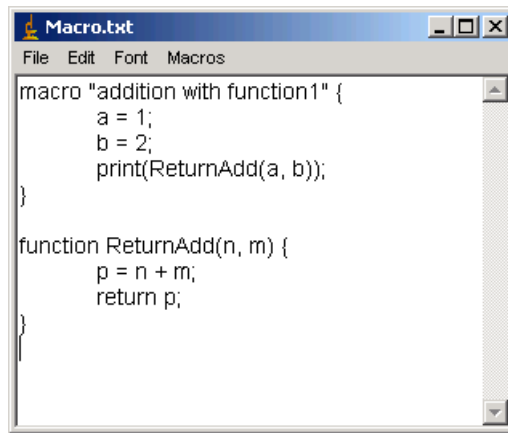 Macro.txt
File Edit Font Macros
macro "addition with function1" {
a = 1;
b = 2;
print(ReturnAdd(a, b));
}
function ReturnAdd(n, m) {
p = n + m;
return p;
}